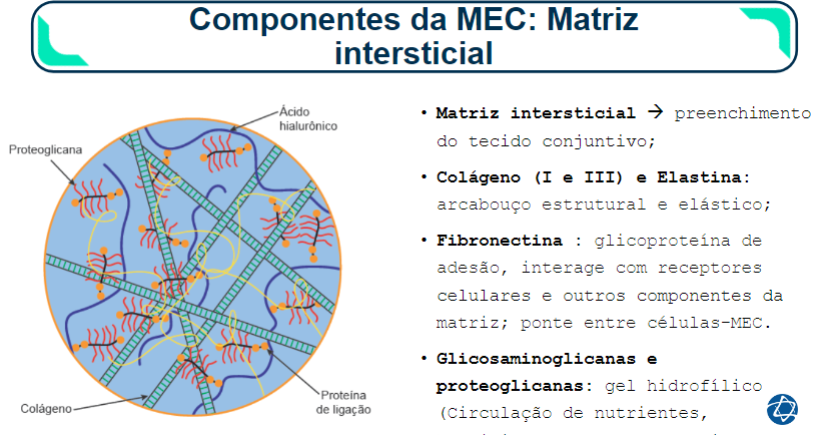 Componentes da MEC: Matriz
intersticial
Ácido
hialurônico
Proteoglicana
Colágeno
Proteína
de ligação
• Matriz intersticial → preenchimento
do tecido conjuntivo;
• Colágeno (I e III) e Elastina:
arcabouço estrutural e elástico;
• Fibronectina : glicoproteína de
adesão, interage com receptores
celulares e outros componentes da
matriz; ponte entre células-MEC.
• Glicosaminoglicanas e
proteoglicanas: gel hidrofílico
(Circulação de nutrientes,